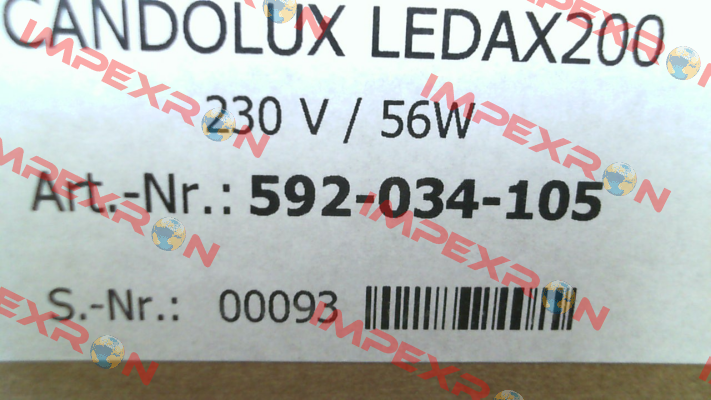 CANDOLUX LEDAX200
230 V / 56W
Art.-Nr.: 592-034-105
S.-Nr.: 00093
IMPEXRON